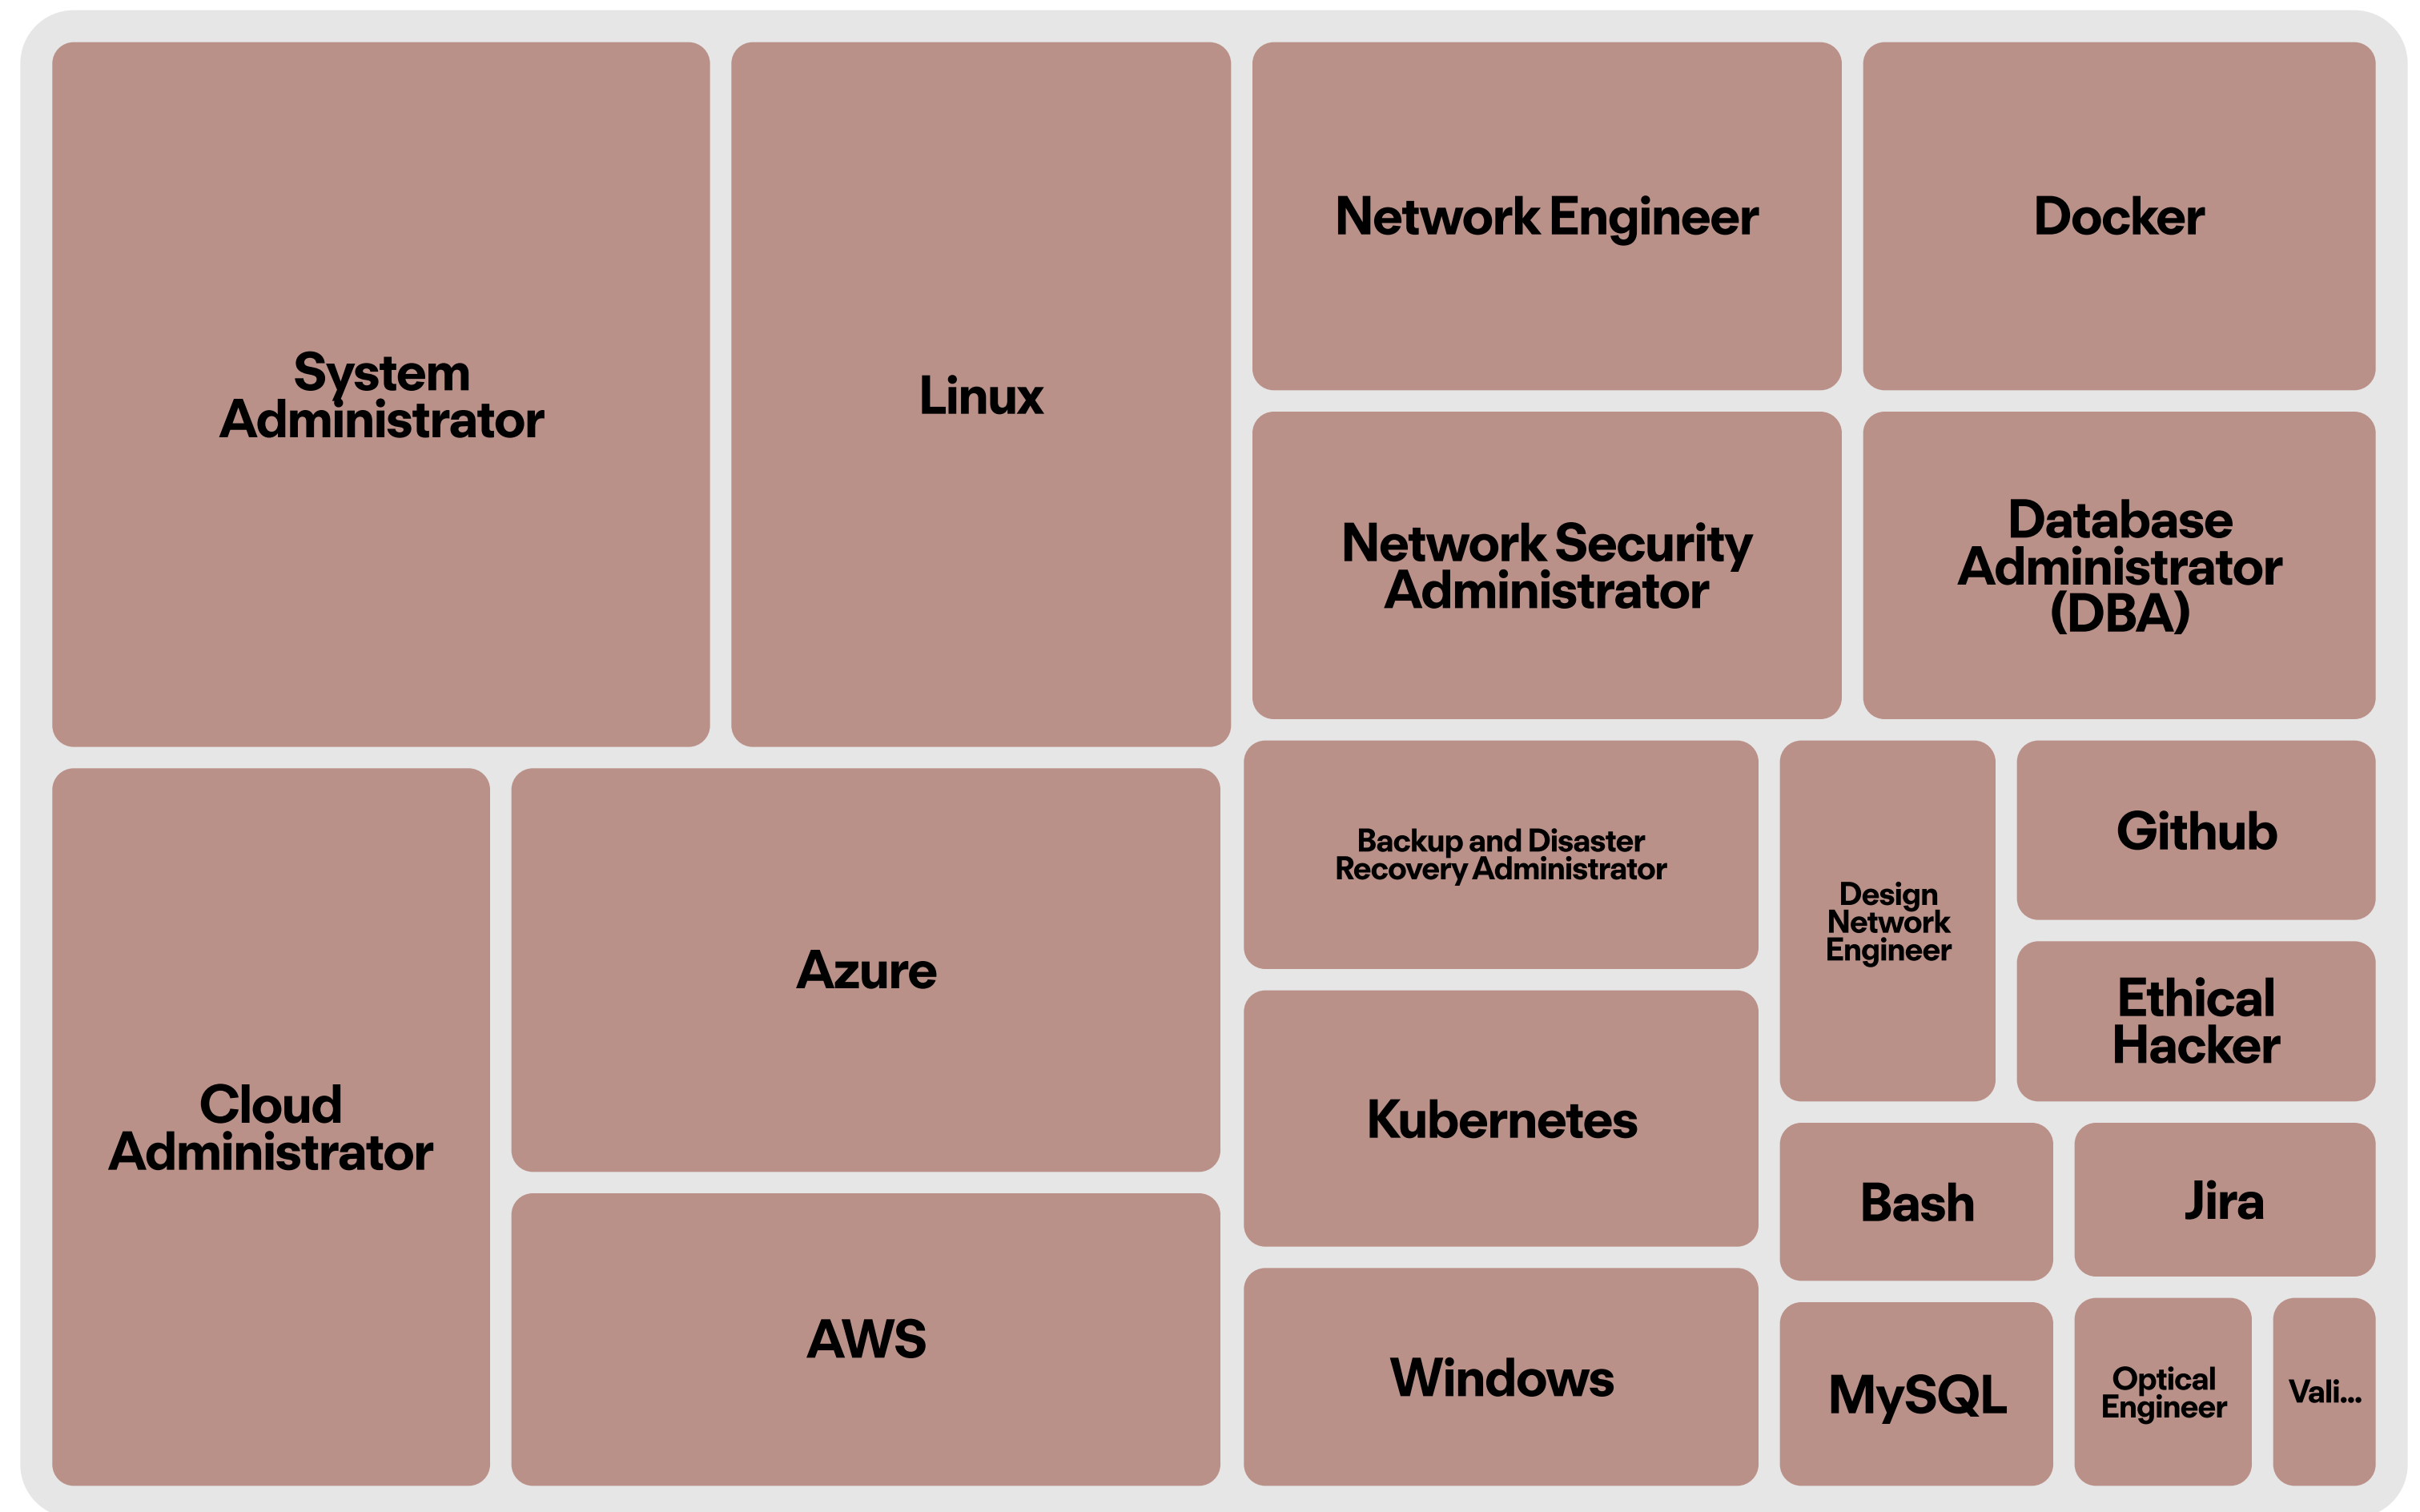 System
Administrator
Linux
Network Engineer
Docker
Network Security
Administrator
Database
Administrator
(DBA)
Cloud
Administrator
Azure
AWS
Backup and Disaster
Recovery Administrator
Kubernetes
Windows
Design
Network
Engineer
Github
Ethical
Hacker
Bash
Jira
MySQL
Optical
Engineer
Vali...